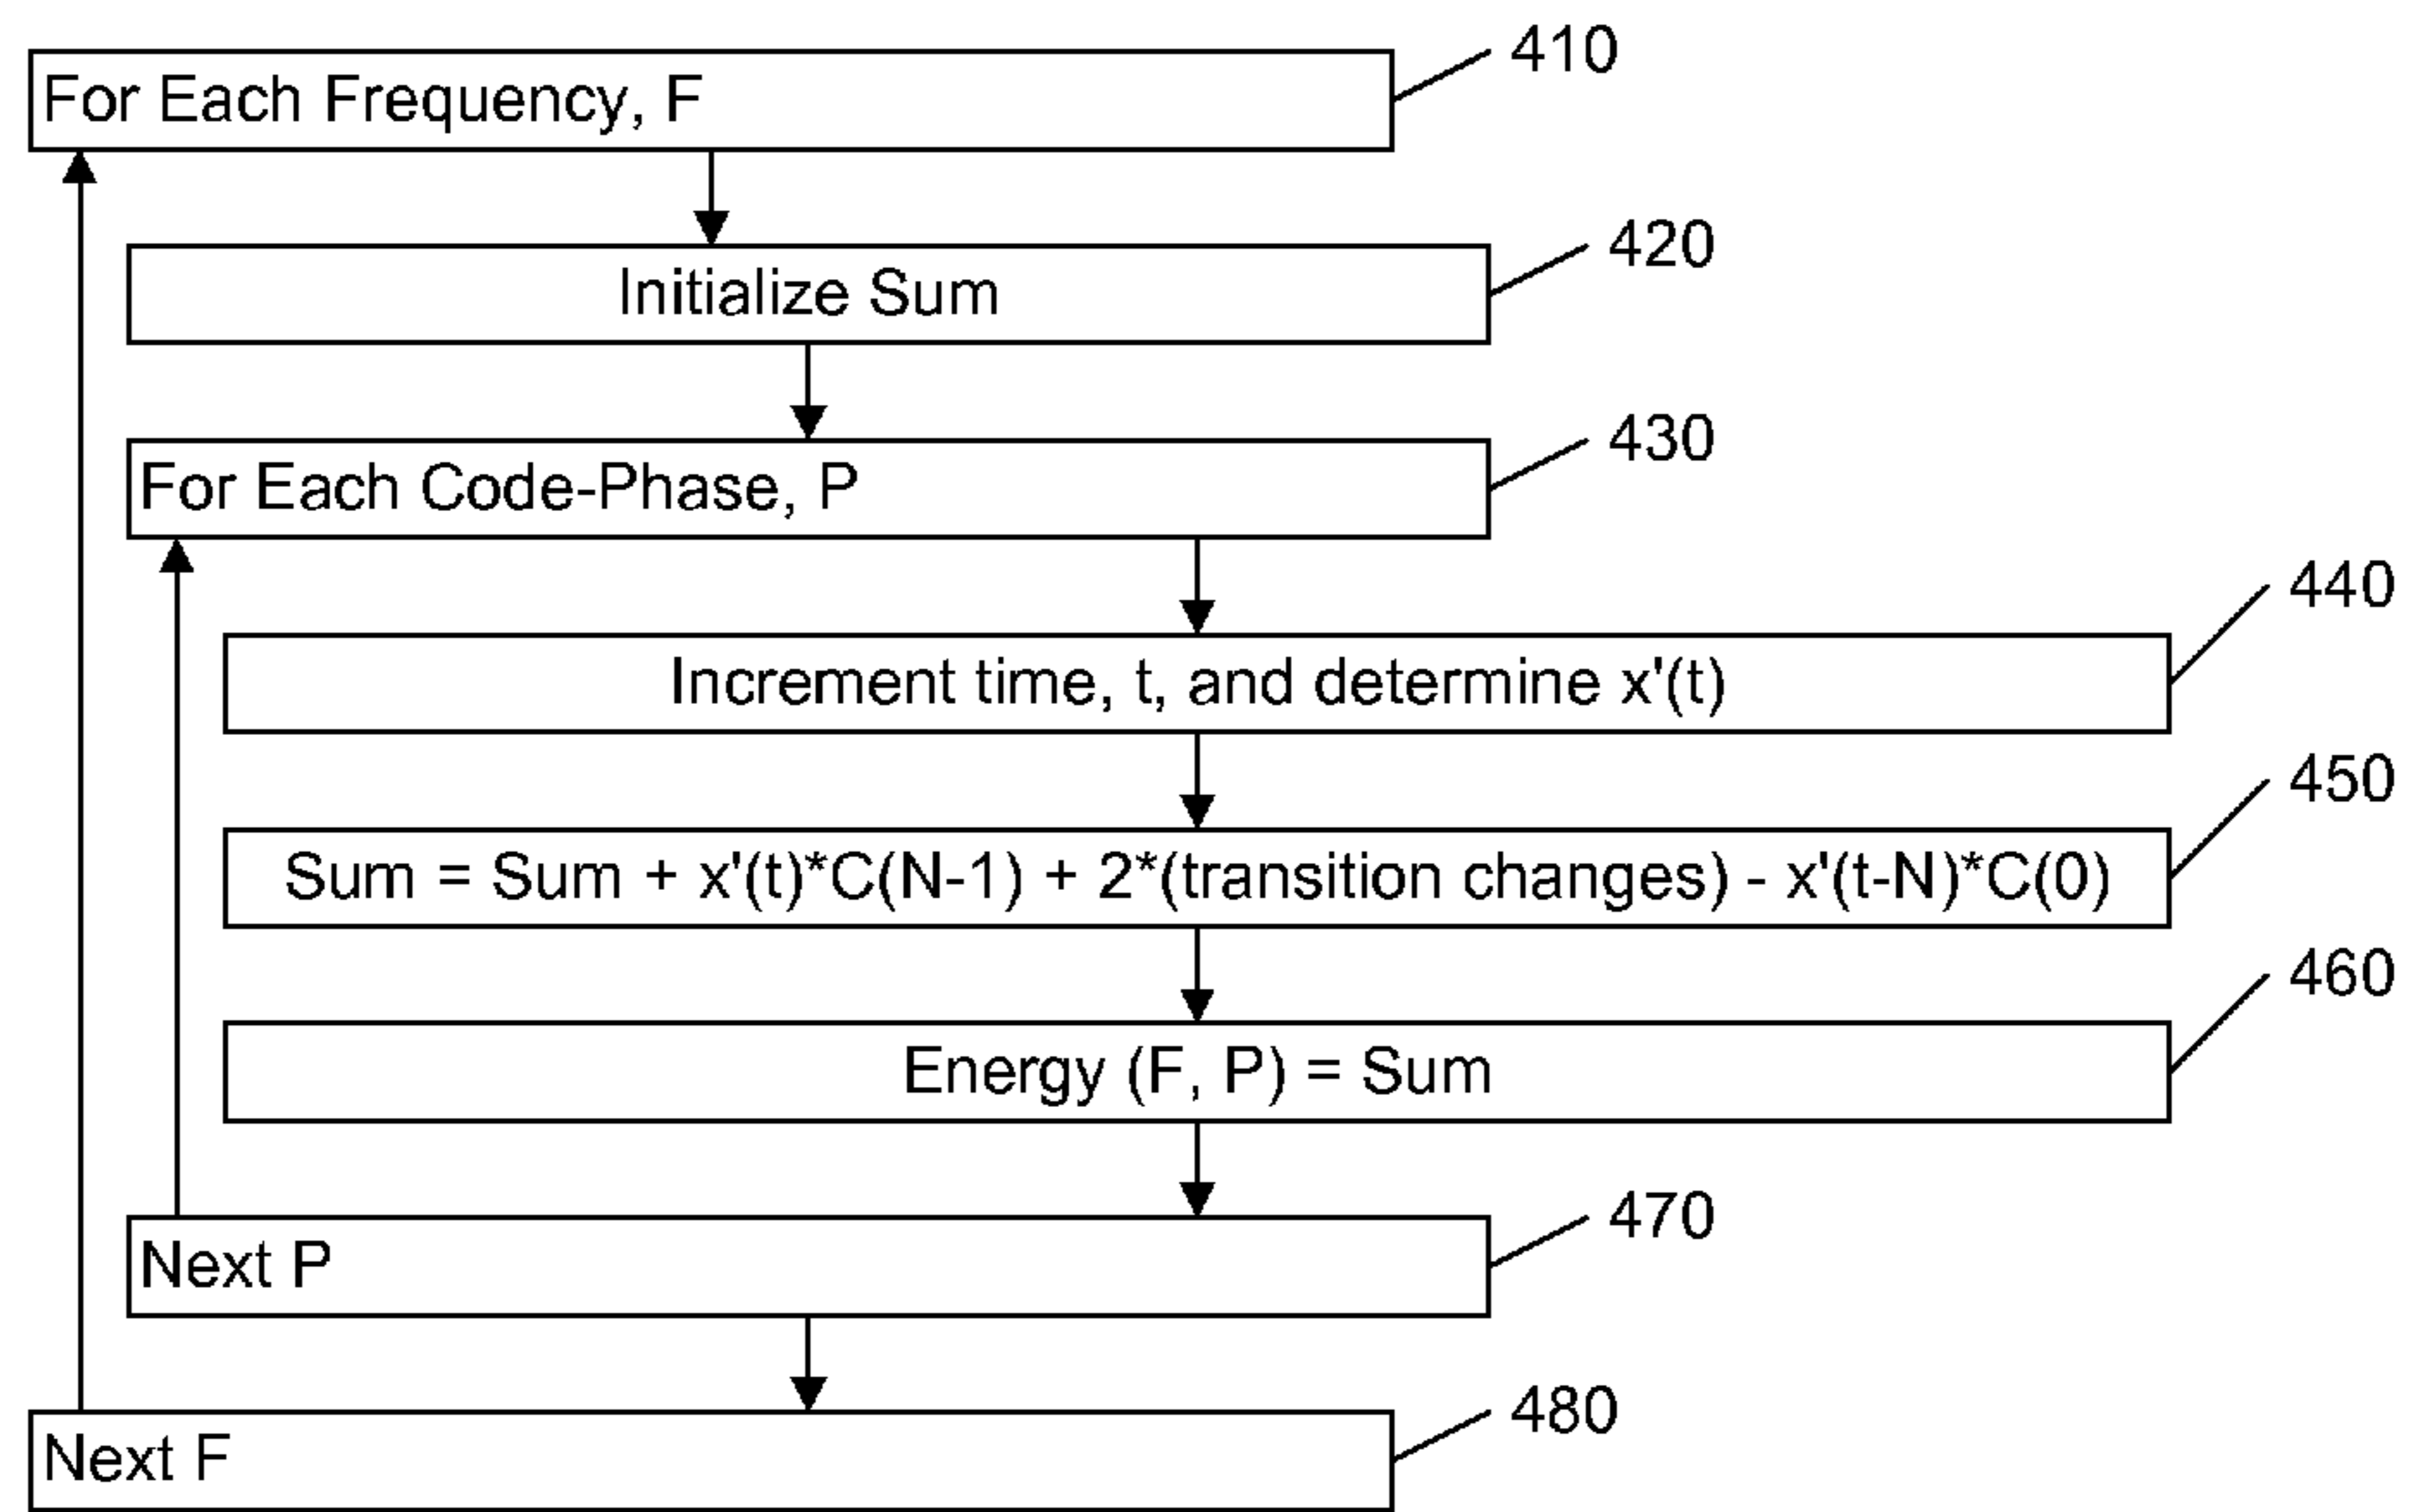 410
For Each Frequency, F
420
Initialize Sum
430
For Each Code-Phase, P
440
Increment time, t, and determine x'(t)
450
Sum = Sum + x'(t)*C(N-1) + 2*(transition changes) - x'(t-N)*C(0)
460
Energy (F, P) = Sum
470
Next P
480
Next F